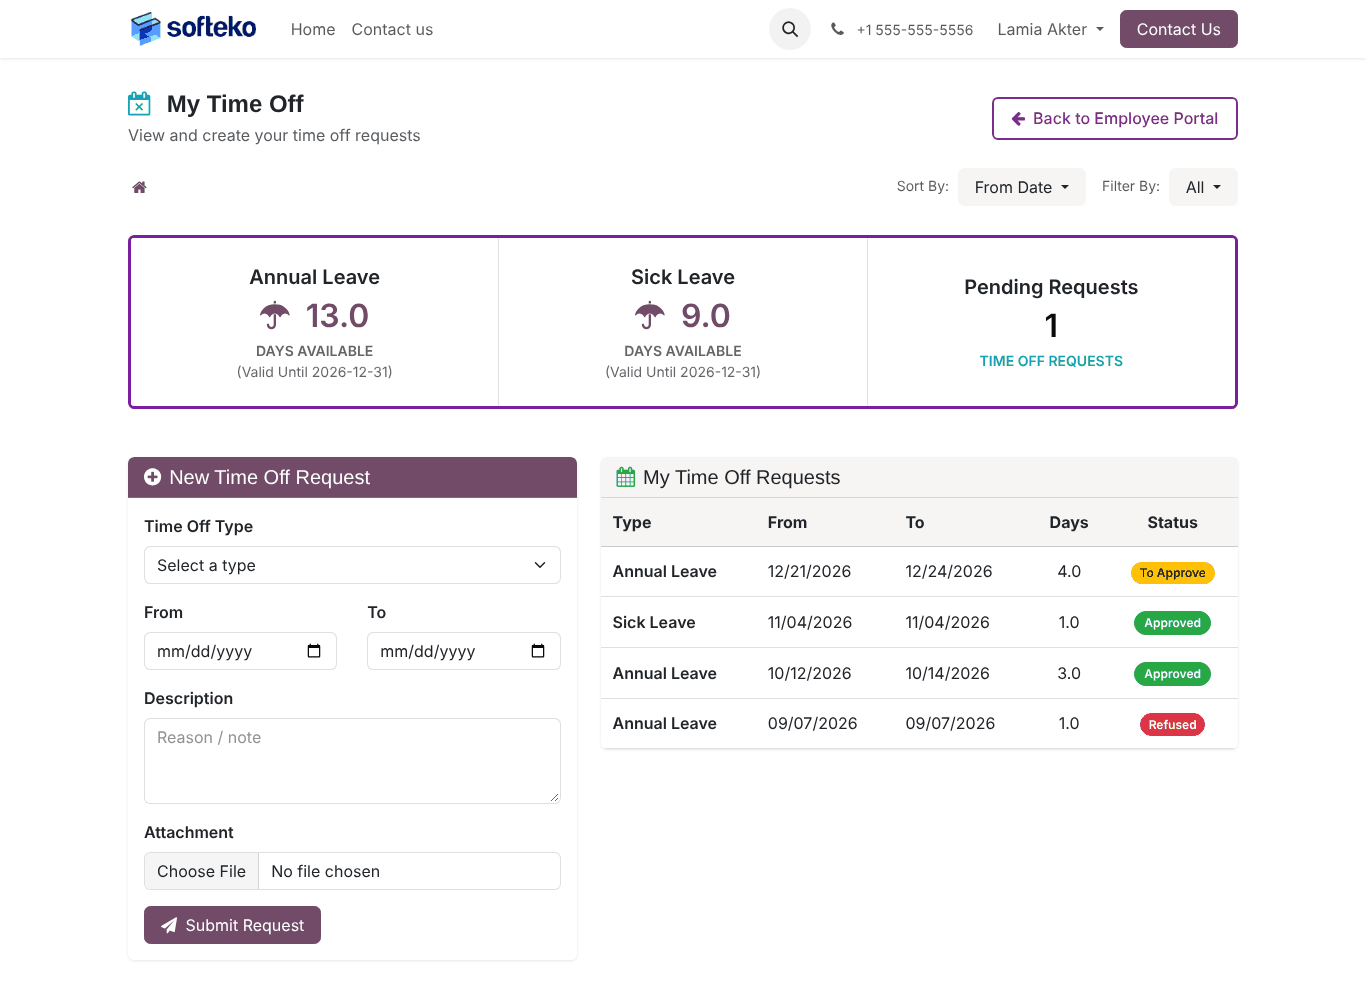 softeko Home Contact us +1 555-555-5556 Lamia Akter Contact Us
My Time Off
View and create your time off requests
Back to Employee Portal
Sort By: From Date Filter By: All
Annual Leave
13.0
DAYS AVAILABLE
(Valid Until 2026-12-31)
Sick Leave
9.0
DAYS AVAILABLE
(Valid Until 2026-12-31)
Pending Requests
1
TIME OFF REQUESTS
New Time Off Request
Time Off Type
Select a type
From To
mm/dd/yyyy mm/dd/yyyy
Description
Reason / note
Attachment
Choose File No file chosen
Submit Request
My Time Off Requests
Type From To Days Status
Annual Leave 12/21/2026 12/24/2026 4.0 To Approve
Sick Leave 11/04/2026 11/04/2026 1.0 Approved
Annual Leave 10/12/2026 10/14/2026 3.0 Approved
Annual Leave 09/07/2026 09/07/2026 1.0 Refused